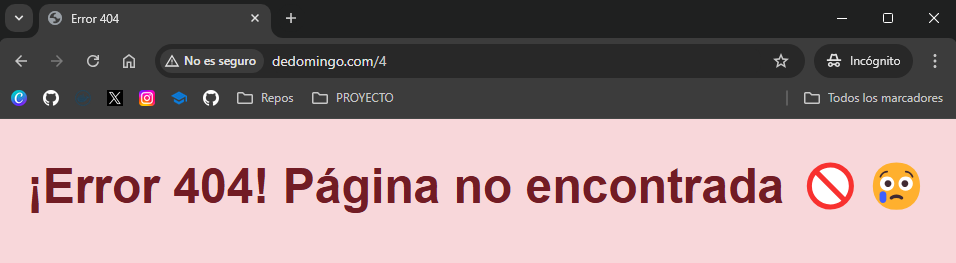 Error 404
No es seguro
dedomingo.com/4
Incógnito
Repos
PROYECTO
Todos los marcadores
¡Error 404! Página no encontrada 🚫 😢